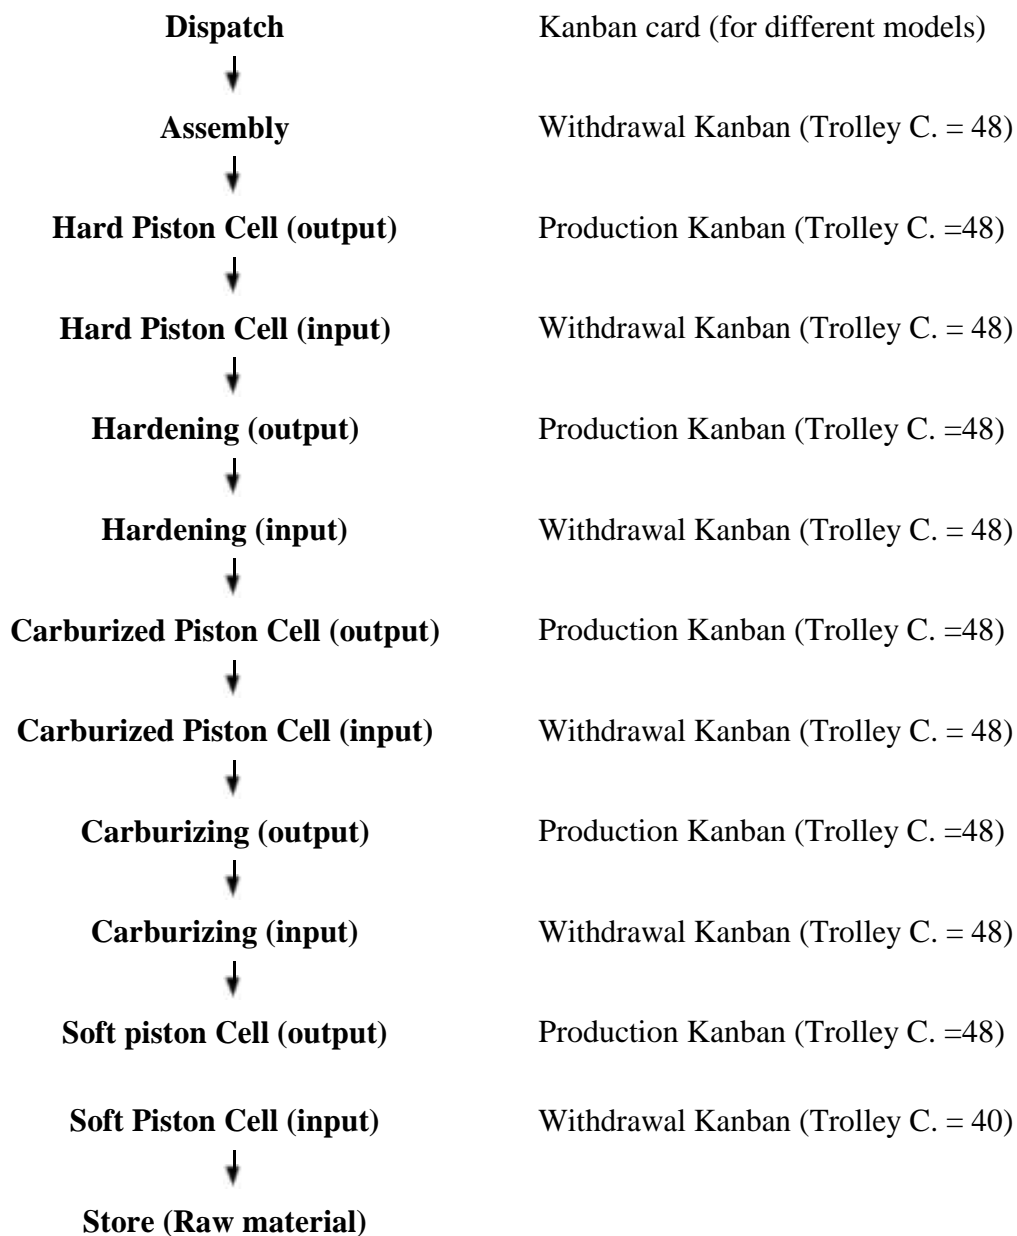 Dispatch Kanban card (for different models)
Assembly Withdrawal Kanban (Trolley C. = 48)
Hard Piston Cell (output) Production Kanban (Trolley C. =48)
Hard Piston Cell (input) Withdrawal Kanban (Trolley C. = 48)
Hardening (output) Production Kanban (Trolley C. =48)
Hardening (input) Withdrawal Kanban (Trolley C. = 48)
Carburized Piston Cell (output) Production Kanban (Trolley C. =48)
Carburized Piston Cell (input) Withdrawal Kanban (Trolley C. = 48)
Carburizing (output) Production Kanban (Trolley C. =48)
Carburizing (input) Withdrawal Kanban (Trolley C. = 48)
Soft piston Cell (output) Production Kanban (Trolley C. =48)
Soft Piston Cell (input) Withdrawal Kanban (Trolley C. = 40)
Store (Raw material)